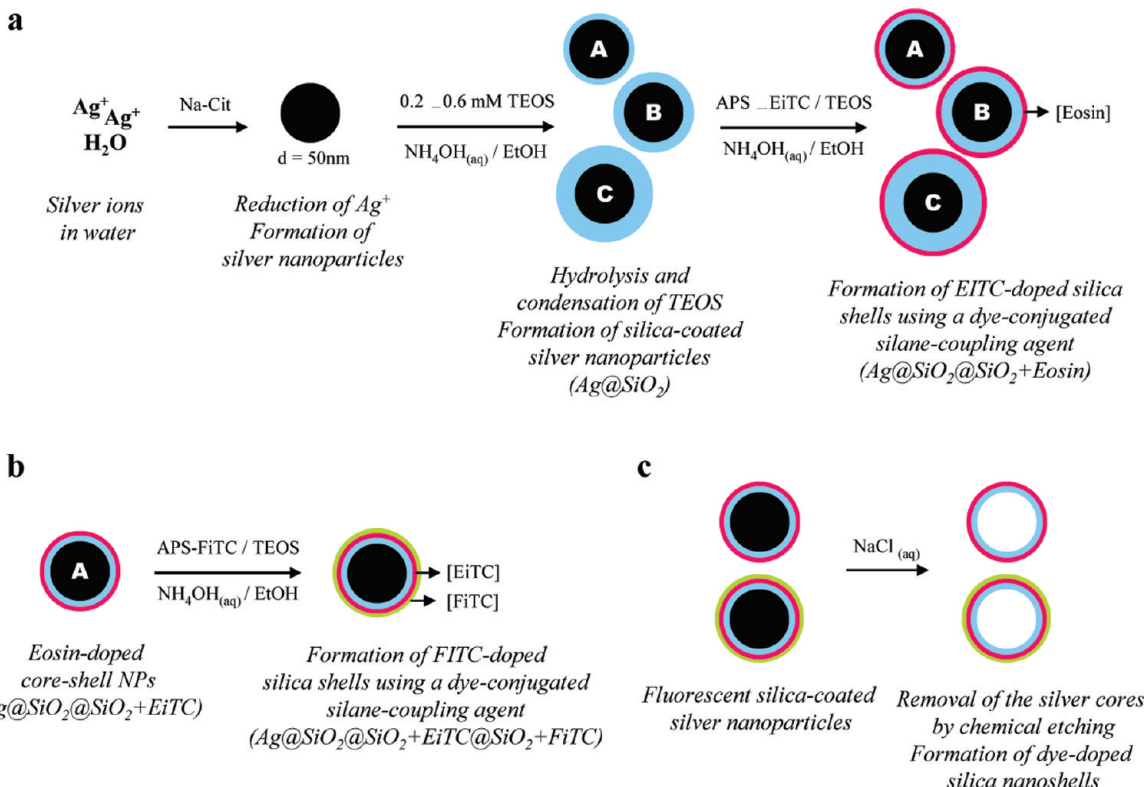 a
Ag⁺
Ag⁺
H₂O
Na-Cit
d = 50nm
0.2 _0.6 mM TEOS
NH₄OH(aq) / EtOH
A
B
C
APS _EiTC / TEOS
NH₄OH(aq) / EtOH
A
B
C
[Eosin]
Silver ions
in water
Reduction of Ag⁺
Formation of
silver nanoparticles
Hydrolysis and
condensation of TEOS
Formation of silica-coated
silver nanoparticles
(Ag@SiO₂)
Formation of EITC-doped silica
shells using a dye-conjugated
silane-coupling agent
(Ag@SiO₂@SiO₂+Eosin)
b
A
APS-FiTC / TEOS
NH₄OH(aq) / EtOH
[EiTC]
[FiTC]
Eosin-doped
core-shell NPs
g@SiO₂@SiO₂+EiTC)
Formation of FITC-doped
silica shells using a dye-conjugated
silane-coupling agent
(Ag@SiO₂@SiO₂+EiTC@SiO₂+FiTC)
c
NaCl (aq)
Fluorescent silica-coated
silver nanoparticles
Removal of the silver cores
by chemical etching
Formation of dye-doped
silica nanoshells